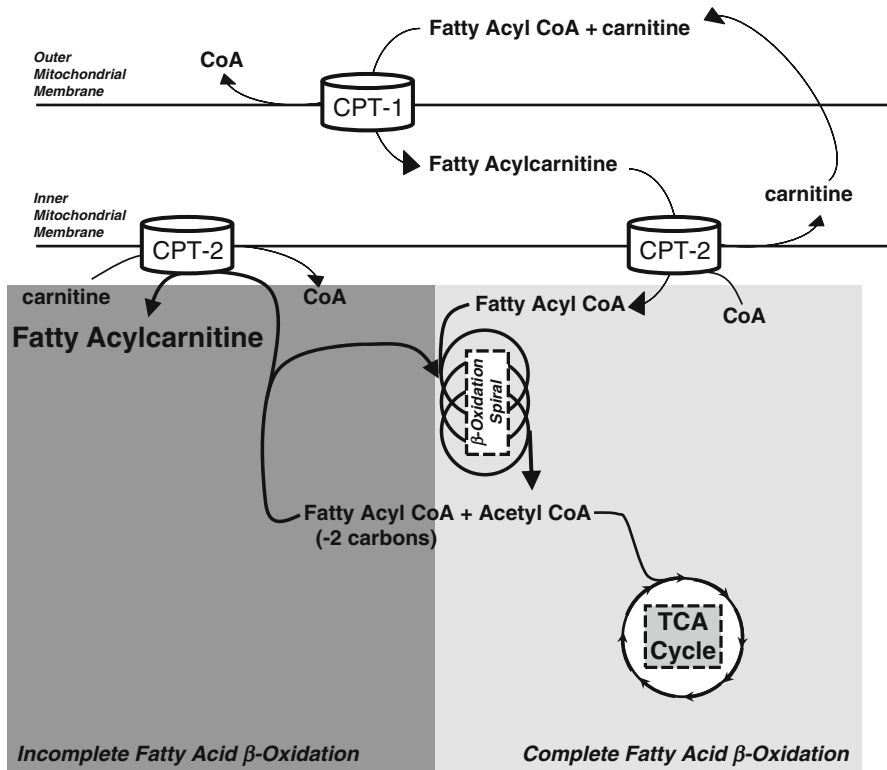 Fatty Acyl CoA + carnitine
Outer
Mitochondrial
Membrane
CoA
CPT-1
Fatty Acylcarnitine
carnitine
Inner
Mitochondrial
Membrane
CPT-2
CPT-2
carnitine
CoA
Fatty Acyl CoA
CoA
Fatty Acylcarnitine
β-Oxidation
Spiral
Fatty Acyl CoA + Acetyl CoA
(-2 carbons)
TCA
Cycle
Incomplete Fatty Acid β-Oxidation
Complete Fatty Acid β-Oxidation